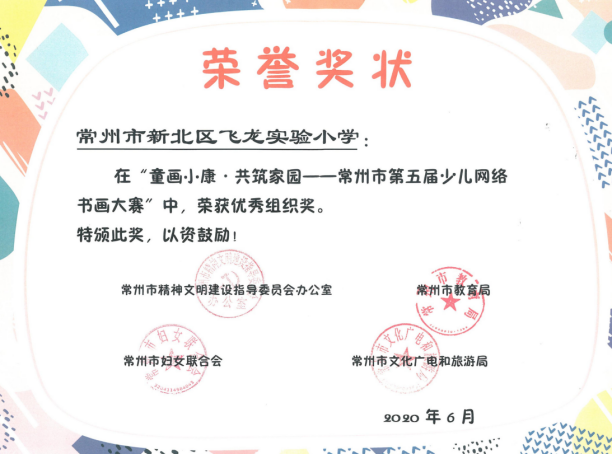 荣誉奖状
常州市新北区飞龙实验小学：
在“童画小康·共筑家园——常州市第五届少儿网络
书画大赛”中，荣获优秀组织奖。
特颁此奖，以资鼓励！
常州市精神文明建设指导委员会办公室 常州市教育局
常州市妇女联合会 常州市文化广电和旅游局
2020 年 6 月